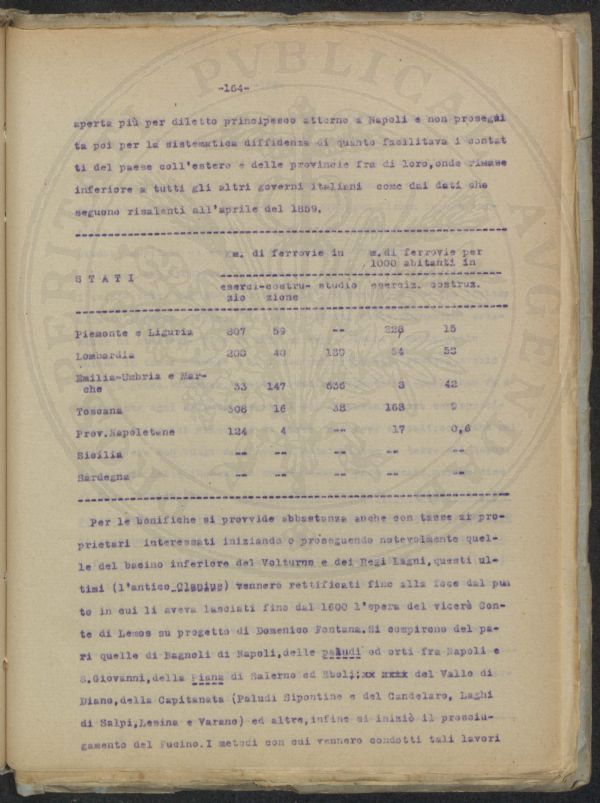 -164-
aperta più per diletto principesco attorno a Napoli e non prosegui
ta poi per la sistematica diffidenza di quanto facilitava i contat
ti del paese coll'estero e delle provincie fra di loro,onde rimase
inferiore a tutti gli altri governi italiani come dai dati che
seguono risalenti all'aprile del 1859.
Km. di ferrovie in m.di ferrovie per
1000 abitanti in
S T A T I
eserci-costru- studio eserciz. costruz.
zio zione
Piemonte e Liguria 807 59 -- 228 15
Lombardia 200 40 130 54 53
Emilia-Umbria e Mar-
che 33 147 636 3 42
Toscana 308 16 38 168 9
Prov.Napoletane 124 4 -- 17 0,6
Sicilia -- -- -- -- --
Sardegna -- -- -- -- --
Per le bonifiche si provvide abbastanza anche con tasse ai pro-
prietari interessati iniziando o proseguendo notevolmente quel-
le del bacino inferiore del Volturno e dei Regi Lagni,questi ul-
timi (l'antico Clanius) vennero rettificati fino alla foce dal pun
to in cui li aveva lasciati fino dal 1600 l'opera del vicerè Con-
te di Lemos su progetto di Domenico Fontana.Si compirono del pa-
ri quelle di Bagnoli di Napoli,delle paludi od orti fra Napoli e
S.Giovanni,della piana di Salerno ed Eboli;xx xxxx del Vallo di
Diano,della Capitanata (Paludi Sipontine e del Candelaro, Laghi
di Salpi,Lesina e Varano) ed altre,infine si iniziò il prosciu-
gamento del Fucino.I metodi con cui vennero condotti tali lavori